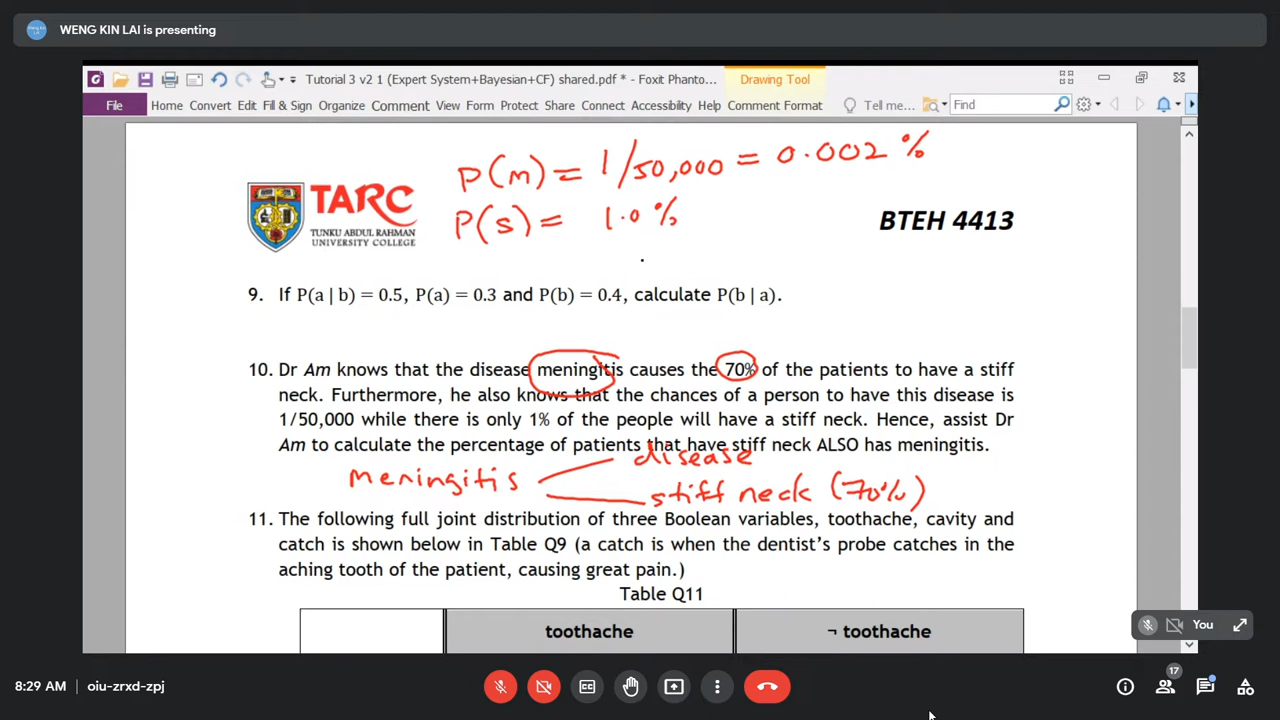 WENG KIN LAI is presenting
Tutorial 3 v2 1 (Expert System+Bayesian+CF) shared.pdf * - Foxit Phanto...
Drawing Tool
File Home Convert Edit Fill & Sign Organize Comment View Form Protect Share Connect Accessibility Help Comment Format Tell me... Find
P(m) = 1/50,000 = 0.002 %
P(s) = 1.0 %
TARC
TUNKU ABDUL RAHMAN
UNIVERSITY COLLEGE
BTEH 4413
9. If P(a | b) = 0.5, P(a) = 0.3 and P(b) = 0.4, calculate P(b | a).
10. Dr Am knows that the disease meningitis causes the 70% of the patients to have a stiff
neck. Furthermore, he also knows that the chances of a person to have this disease is
1/50,000 while there is only 1% of the people will have a stiff neck. Hence, assist Dr
Am to calculate the percentage of patients that have stiff neck ALSO has meningitis.
meningitis
disease
stiff neck (70%)
11. The following full joint distribution of three Boolean variables, toothache, cavity and
catch is shown below in Table Q9 (a catch is when the dentist's probe catches in the
aching tooth of the patient, causing great pain.)
Table Q11
toothache ¬ toothache
You
8:29 AM oiu-zrxd-zpj
17